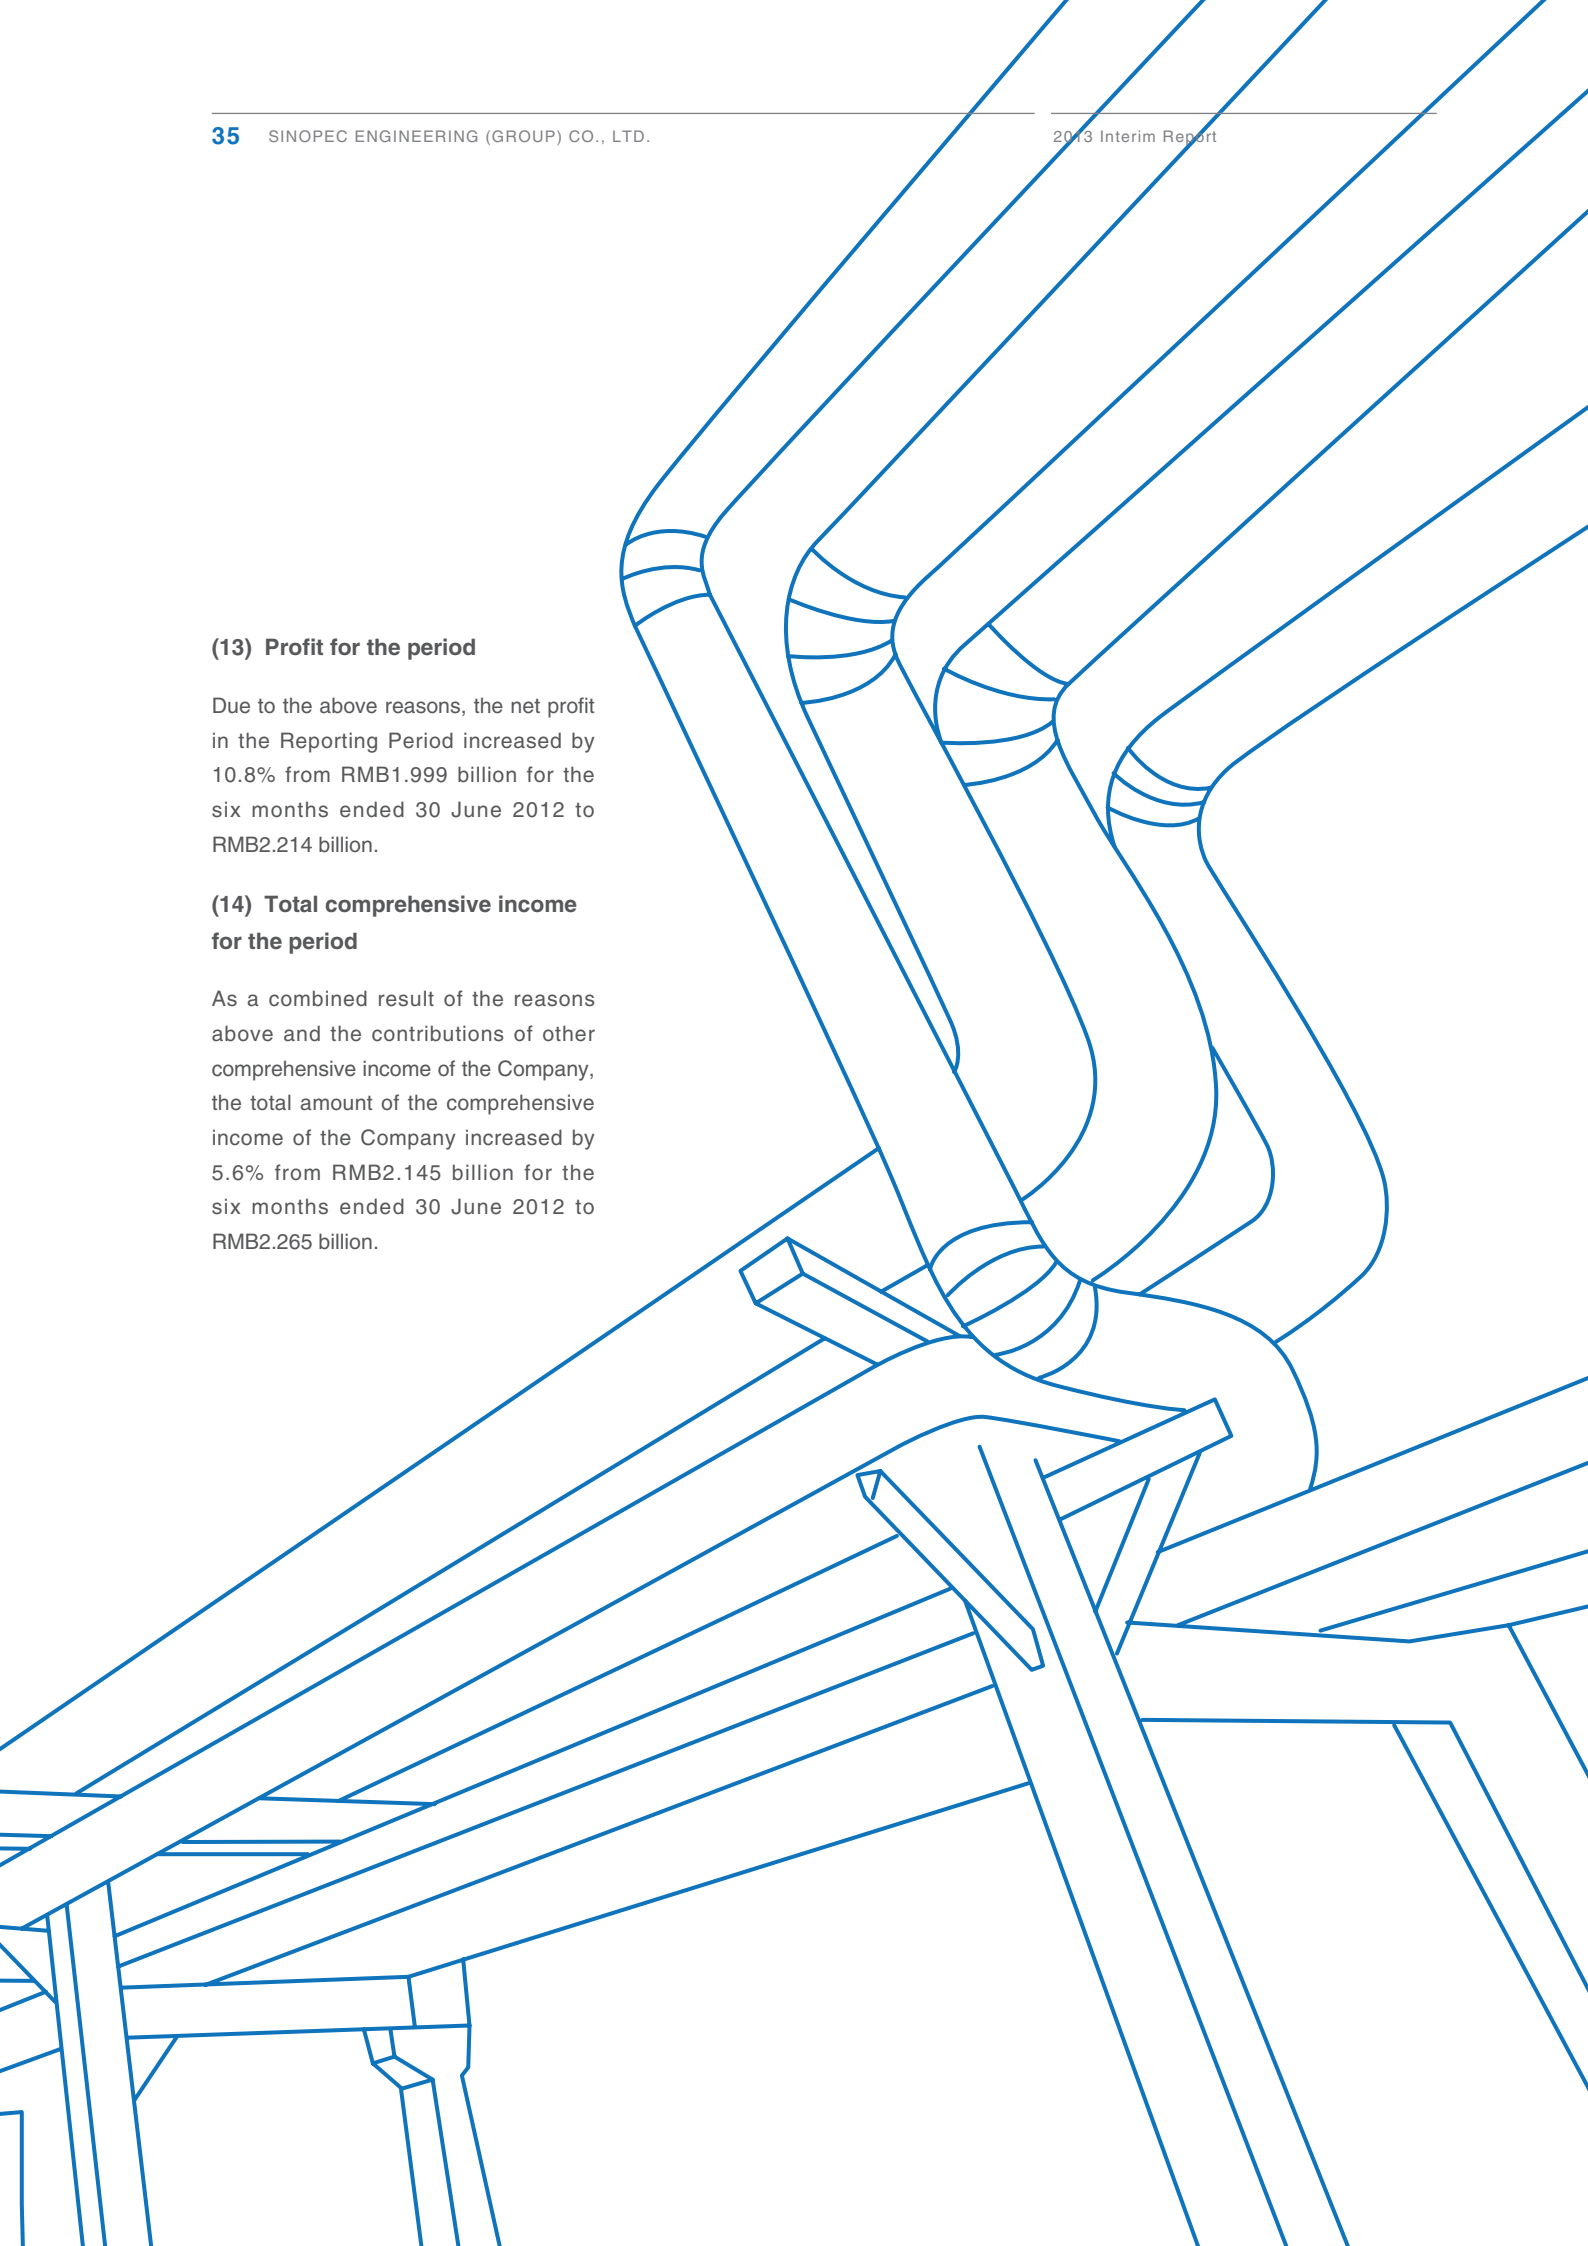 35 SINOPEC ENGINEERING (GROUP) CO., LTD.
2013 Interim Report
(13) Profit for the period
Due to the above reasons, the net profit
in the Reporting Period increased by
10.8% from RMB1.999 billion for the
six months ended 30 June 2012 to
RMB2.214 billion.
(14) Total comprehensive income
for the period
As a combined result of the reasons
above and the contributions of other
comprehensive income of the Company,
the total amount of the comprehensive
income of the Company increased by
5.6% from RMB2.145 billion for the
six months ended 30 June 2012 to
RMB2.265 billion.